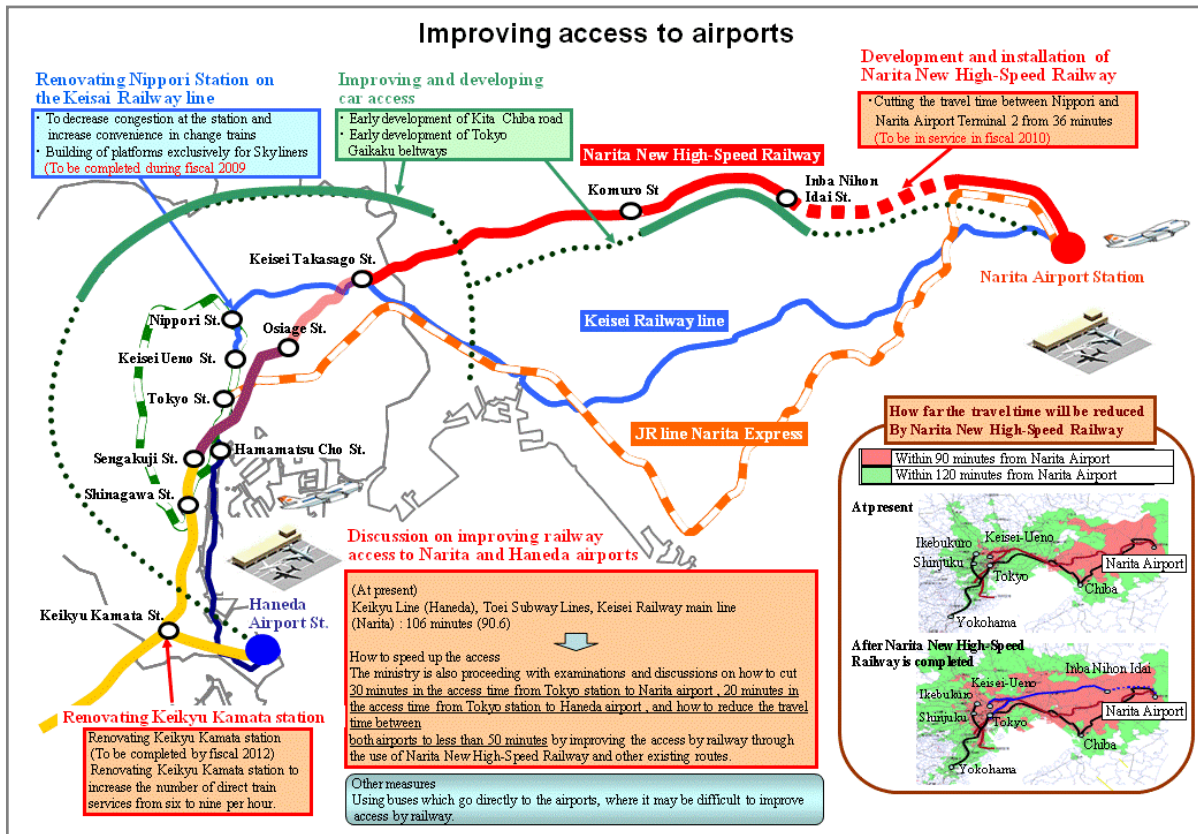 Improving access to airports
Renovating Nippori Station on
the Keisai Railway line
・To decrease congestion at the station and
increase convenience in change trains
・Building of platforms exclusively for Skyliners
(To be completed during fiscal 2009
Improving and developing
car access
・Early development of Kita Chiba road
・Early development of Tokyo
Gaikaku beltways
Development and installation of
Narita New High-Speed Railway
・Cutting the travel time between Nippori and
Narita Airport Terminal 2 from 36 minutes
(To be in service in fiscal 2010)
Narita New High-Speed Railway
Komuro St
Inba Nihon
Idai St.
Keisei Takasago St.
Narita Airport Station
Nippori St.
Osiage St.
Keisei Railway line
Keisei Ueno St.
Tokyo St.
JR line Narita Express
Sengakuji St.
Hamamatsu Cho St.
Shinagawa St.
Keikyu Kamata St.
Haneda
Airport St.
Renovating Keikyu Kamata station
Renovating Keikyu Kamata station
(To be completed by fiscal 2012)
Renovating Keikyu Kamata station to
increase the number of direct train
services from six to nine per hour.
Discussion on improving railway
access to Narita and Haneda airports
(At present)
Keikyu Line (Haneda), Toei Subway Lines, Keisei Railway main line
(Narita) : 106 minutes (90.6)
How to speed up the access
The ministry is also proceeding with examinations and discussions on how to cut
30 minutes in the access time from Tokyo station to Narita airport , 20 minutes in
the access time from Tokyo station to Haneda airport , and how to reduce the travel
time between
both airports to less than 50 minutes by improving the access by railway through
the use of Narita New High-Speed Railway and other existing routes.
Other measures
Using buses which go directly to the airports, where it may be difficult to improve
access by railway.
How far the travel time will be reduced
By Narita New High-Speed Railway
Within 90 minutes from Narita Airport
Within 120 minutes from Narita Airport
At present
Ikebukuro
Keisei-Ueno
Shinjuku
Tokyo
Narita Airport
Chiba
Yokohama
After Narita New High-Speed
Railway is completed
Inba Nihon Idai
Keisei-Ueno
Ikebukuro
Shinjuku
Tokyo
Narita Airport
Chiba
Yokohama